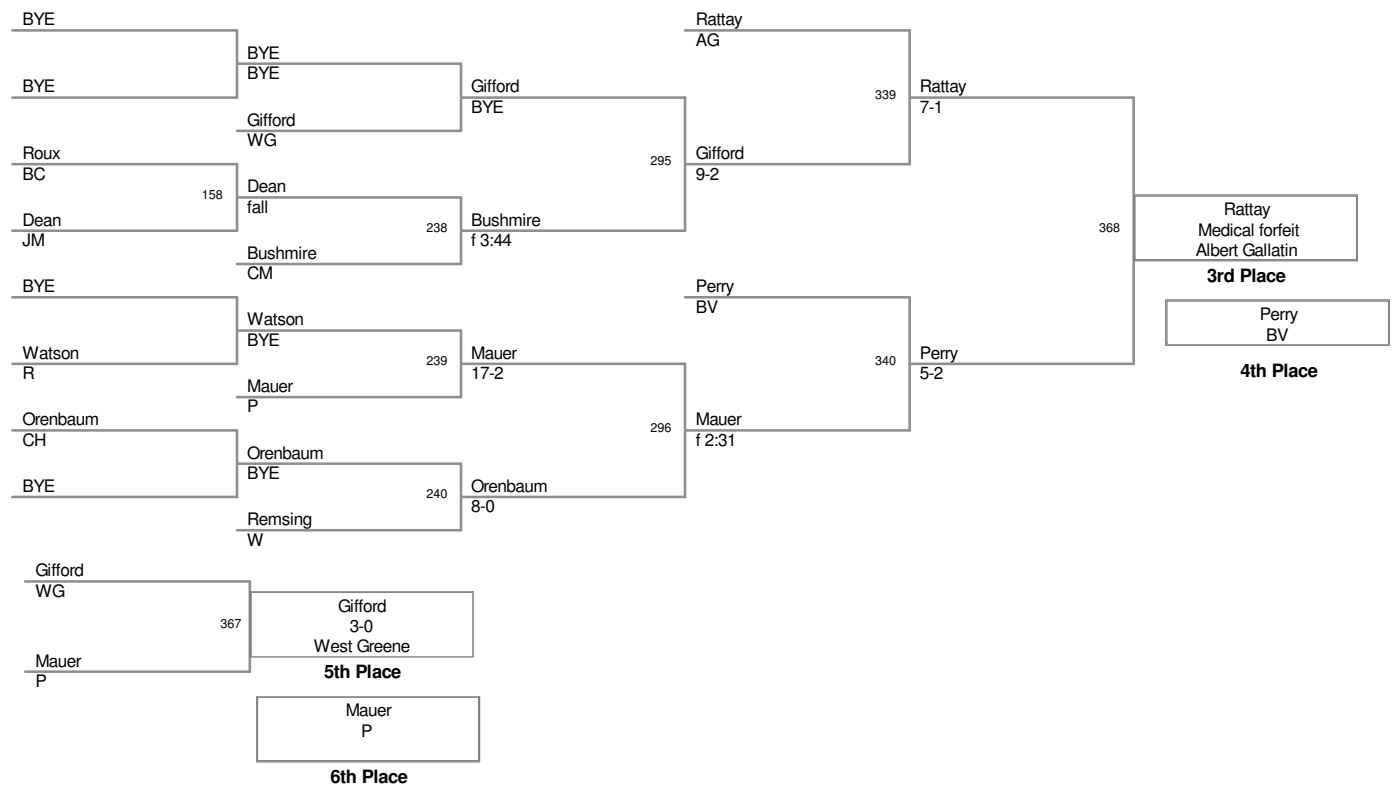 BYE
BYE
BYE
BYE
Gifford
WG
Gifford
BYE
Roux
BC
158
Dean
JM
Dean
fall
238
Bushmire
CM
Bushmire
f 3:44
295
Gifford
9-2
Rattay
AG
339
Rattay
7-1
BYE
Watson
R
Watson
BYE
239
Mauer
P
Mauer
17-2
Orenbaum
CH
BYE
Orenbaum
BYE
240
Remsing
W
Orenbaum
8-0
296
Mauer
f 2:31
Perry
BV
340
Perry
5-2
368
Rattay
Medical forfeit
Albert Gallatin
3rd Place
Perry
BV
4th Place
Gifford
WG
367
Mauer
P
Gifford
3-0
West Greene
5th Place
Mauer
P
6th Place